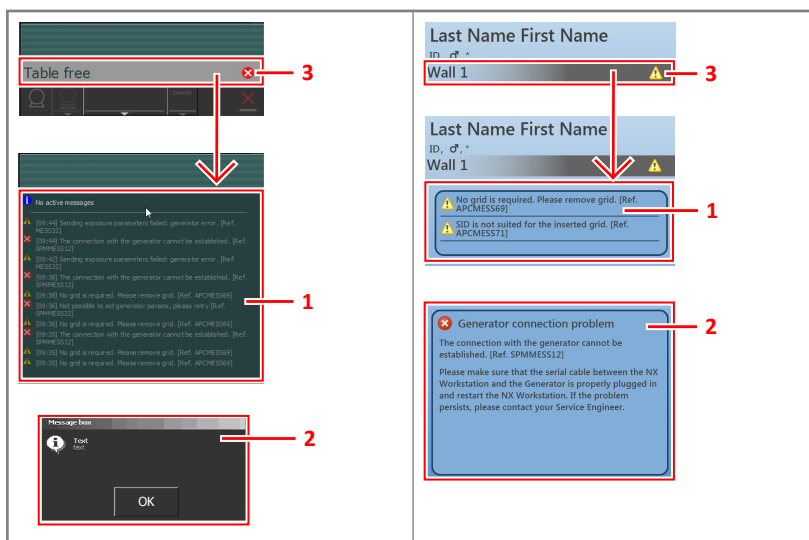 Table free
3
No active messages
[09:44] Sending exposure parameters failed: generator error. [Ref.
MESS32]
[09:44] The connection with the generator cannot be established. [Ref.
SPMMESS12]
[09:42] Sending exposure parameters failed: generator error. [Ref.
MESS32]
[09:38] The connection with the generator cannot be established. [Ref.
SPMMESS12]
[09:38] No grid is required. Please remove grid. [Ref. APCMESS69]
[09:36] Not possible to set generator params, please retry [Ref.
SPMMESS22]
[09:36] No grid is required. Please remove grid. [Ref. APCMESS69]
[09:35] The connection with the generator cannot be established. [Ref.
SPMMESS12]
[09:35] No grid is required. Please remove grid. [Ref. APCMESS69]
[09:35] No grid is required. Please remove grid. [Ref. APCMESS69]
1
Message box
Text
text
OK
2
Last Name First Name
ID, ♂, *
Wall 1
3
Last Name First Name
ID, ♂, *
Wall 1
No grid is required. Please remove grid. [Ref.
APCMESS69]
SID is not suited for the inserted grid. [Ref.
APCMESS71]
1
Generator connection problem
The connection with the generator cannot be
established. [Ref. SPMMESS12]
Please make sure that the serial cable between the NX
Workstation and the Generator is properly plugged in
and restart the NX Workstation. If the problem
persists, please contact your Service Engineer.
2